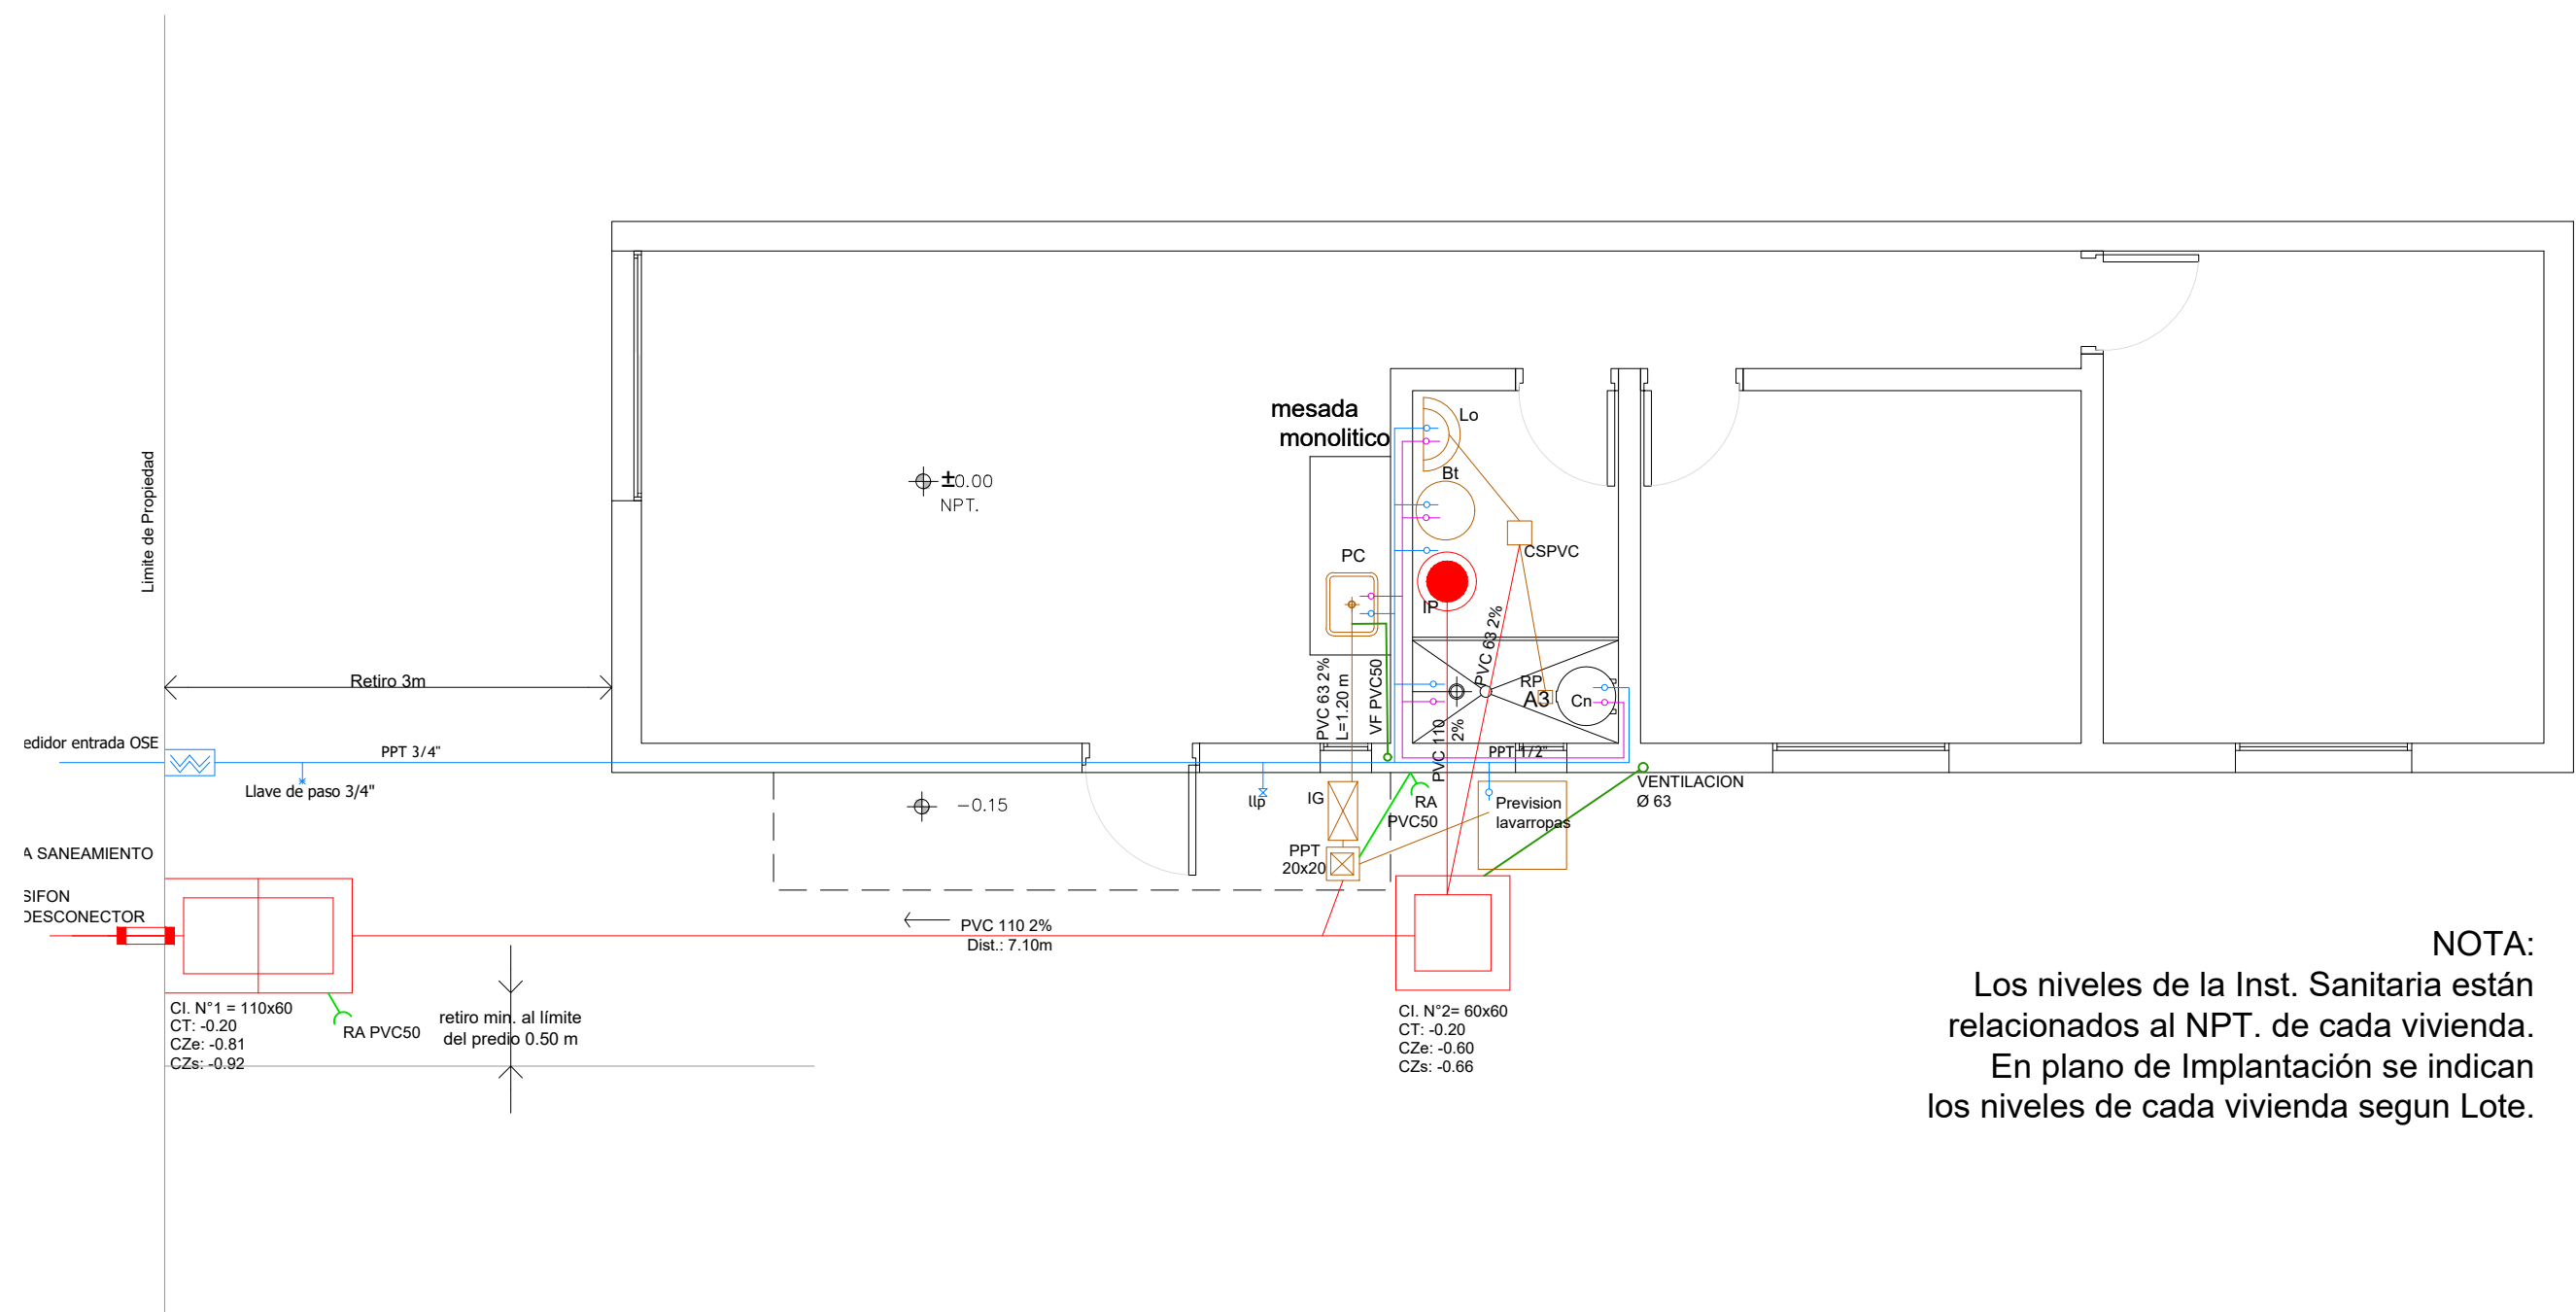 mesada
monolitico
Lo
Bt
PC
CSPVC
IP
±0.00
NPT.
Limite de Propiedad
Retiro 3m
PVC 63 2%
L=1.20 m
VF PVC50
PVC 63 2%
PVC 110
2%
RP
A3
Cn
edidor entrada OSE
PPT 3/4"
Llave de paso 3/4"
PPT 1/2"
llp
IG
RA
PVC50
Prevision
lavarropas
VENTILACION
Ø 63
-0.15
PPT
20x20
A SANEAMIENTO
SIFON
DESCONECTOR
PVC 110 2%
Dist.: 7.10m
CI. N°1 = 110x60
CT: -0.20
CZe: -0.81
CZs: -0.92
RA PVC50
retiro min. al límite
del predio 0.50 m
CI. N°2= 60x60
CT: -0.20
CZe: -0.60
CZs: -0.66
NOTA:
Los niveles de la Inst. Sanitaria están
relacionados al NPT. de cada vivienda.
En plano de Implantación se indican
los niveles de cada vivienda segun Lote.